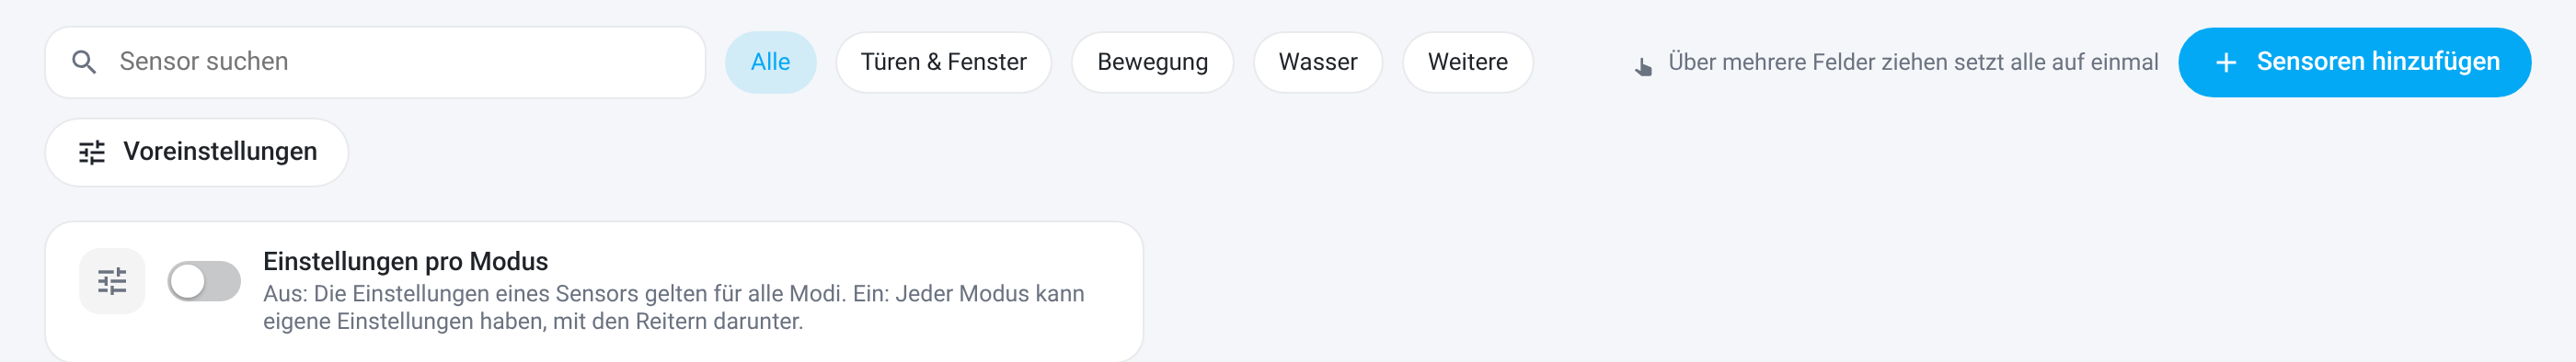 Sensor suchen
Alle
Türen & Fenster
Bewegung
Wasser
Weitere
Über mehrere Felder ziehen setzt alle auf einmal
Sensoren hinzufügen
Voreinstellungen
Einstellungen pro Modus
Aus: Die Einstellungen eines Sensors gelten für alle Modi. Ein: Jeder Modus kann
eigene Einstellungen haben, mit den Reitern darunter.